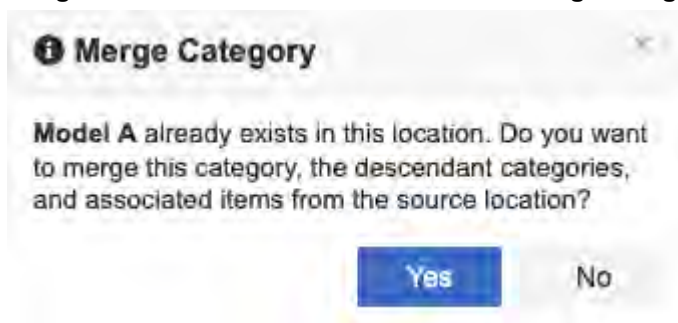 Merge Category
Model A already exists in this location. Do you want
to merge this category, the descendant categories,
and associated items from the source location?
Yes No